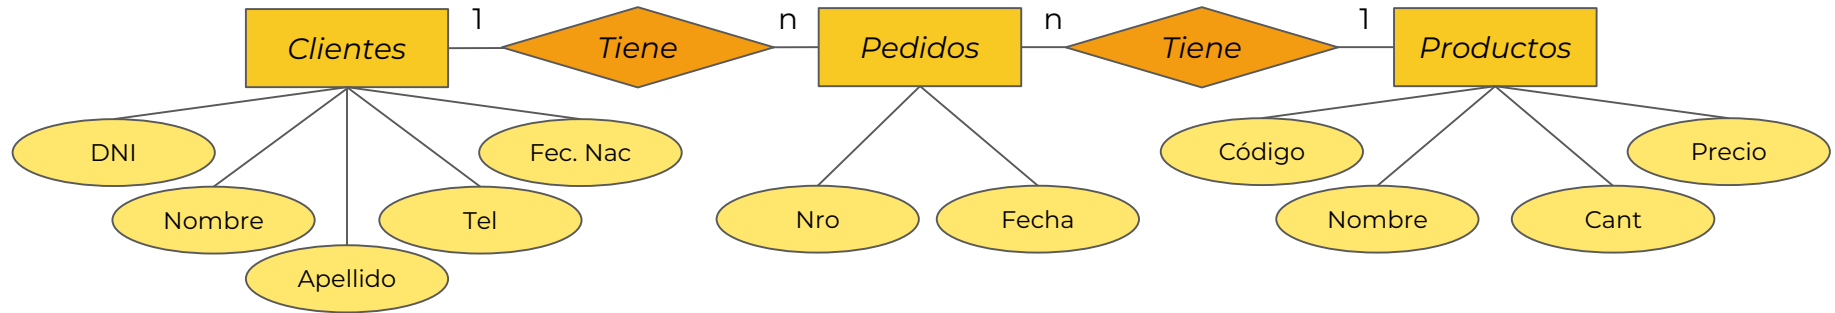 Clientes
1
Tiene
n
Pedidos
n
Tiene
1
Productos
DNI
Nombre
Apellido
Tel
Fec. Nac
Nro
Fecha
Código
Nombre
Cant
Precio